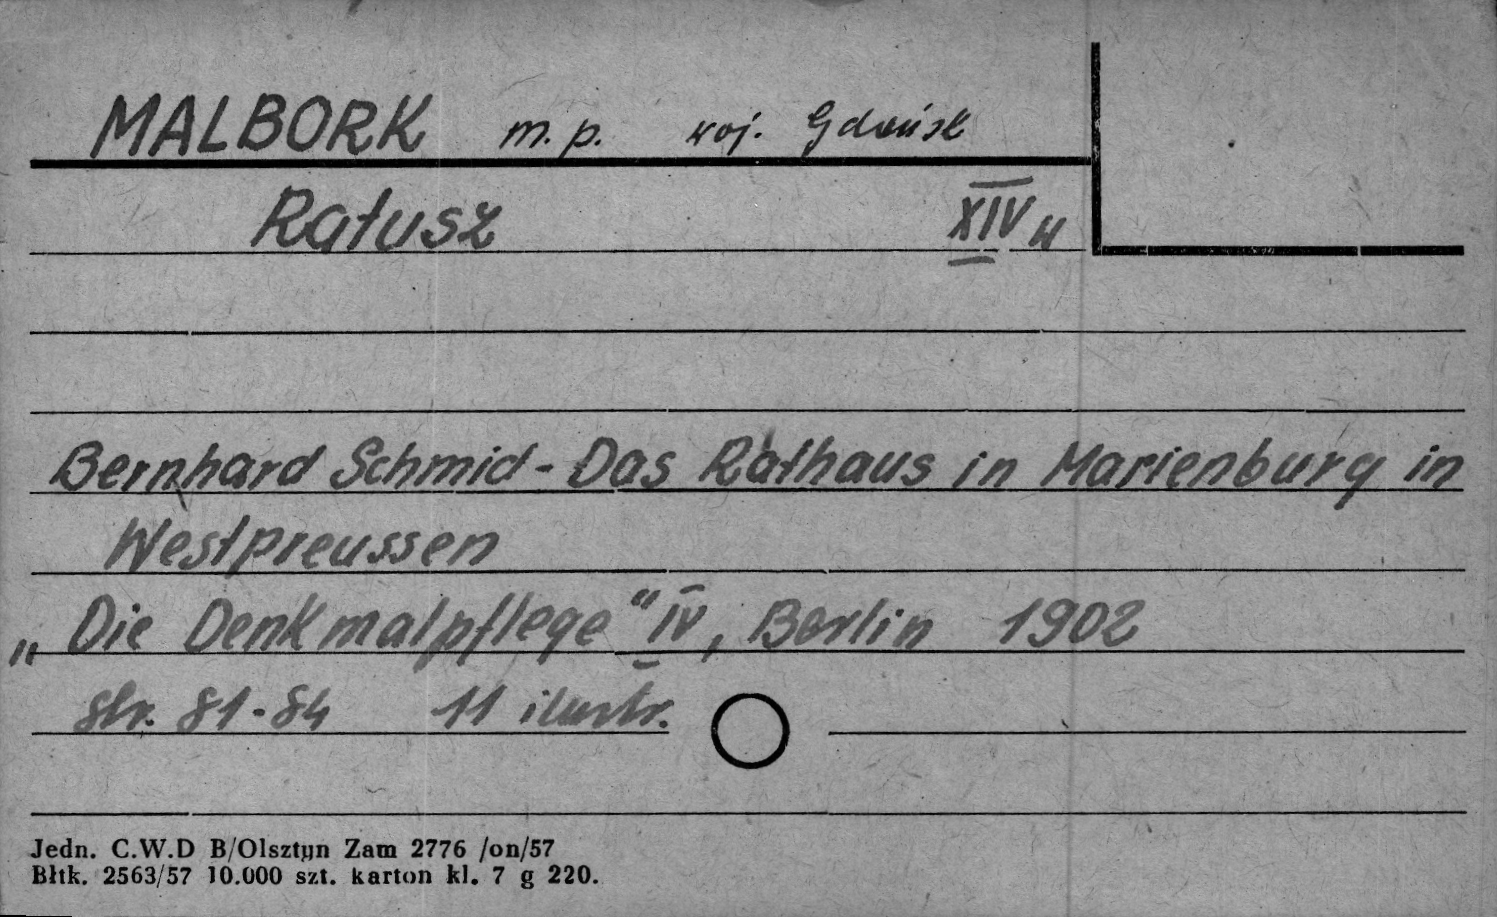 MALBORK m. p. woj. Gdańsk
Ratusz XIV w
Bernhard Schmid - Das Rathaus in Marienburg in
Westpreussen
„Die Denkmalpflege“ IV, Berlin 1902
str. 81-84 11 ilustr.
Jedn. C.W.D B/Olsztyn Zam 2776 /on/57
Błtk. 2563/57 10.000 szt. karton kl. 7 g 220.